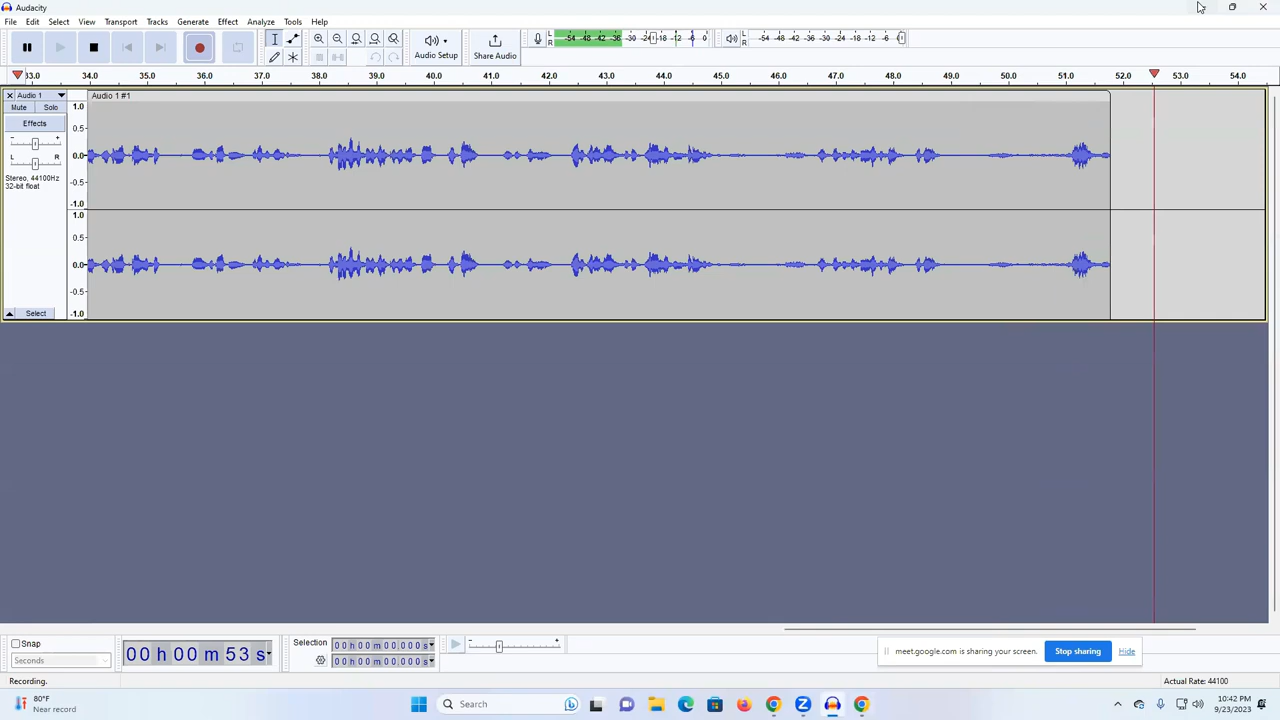 Audacity
File Edit Select View Transport Tracks Generate Effect Analyze Tools Help
Audio Setup Share Audio
L R -54 -48 -42 -36 -30 -24 -18 -12 -6 0
L R -54 -48 -42 -36 -30 -24 -18 -12 -6 0
33.0 34.0 35.0 36.0 37.0 38.0 39.0 40.0 41.0 42.0 43.0 44.0 45.0 46.0 47.0 48.0 49.0 50.0 51.0 52.0 53.0 54.0
Audio 1
Audio 1 #1
Mute Solo
Effects
- +
L R
Stereo, 44100Hz
32-bit float
Select
1.0
0.5
0.0
-0.5
-1.0
1.0
0.5
0.0
-0.5
-1.0
Snap
Seconds
00 h 00 m 53 s
Selection
00 h 00 m 00.000 s
00 h 00 m 00.000 s
- +
meet.google.com is sharing your screen. Stop sharing Hide
Recording.
Actual Rate: 44100
80°F
Near record
Search
10:42 PM
9/23/2023